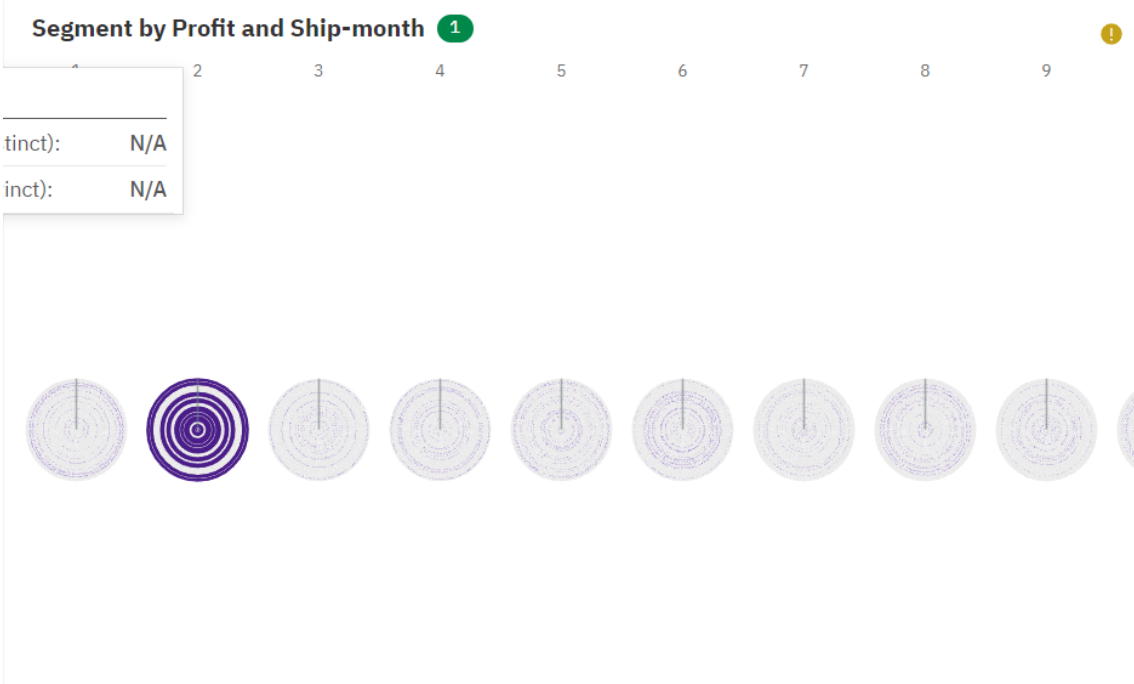 Segment by Profit and Ship-month 1
!
2 3 4 5 6 7 8 9
tinct): N/A
inct): N/A